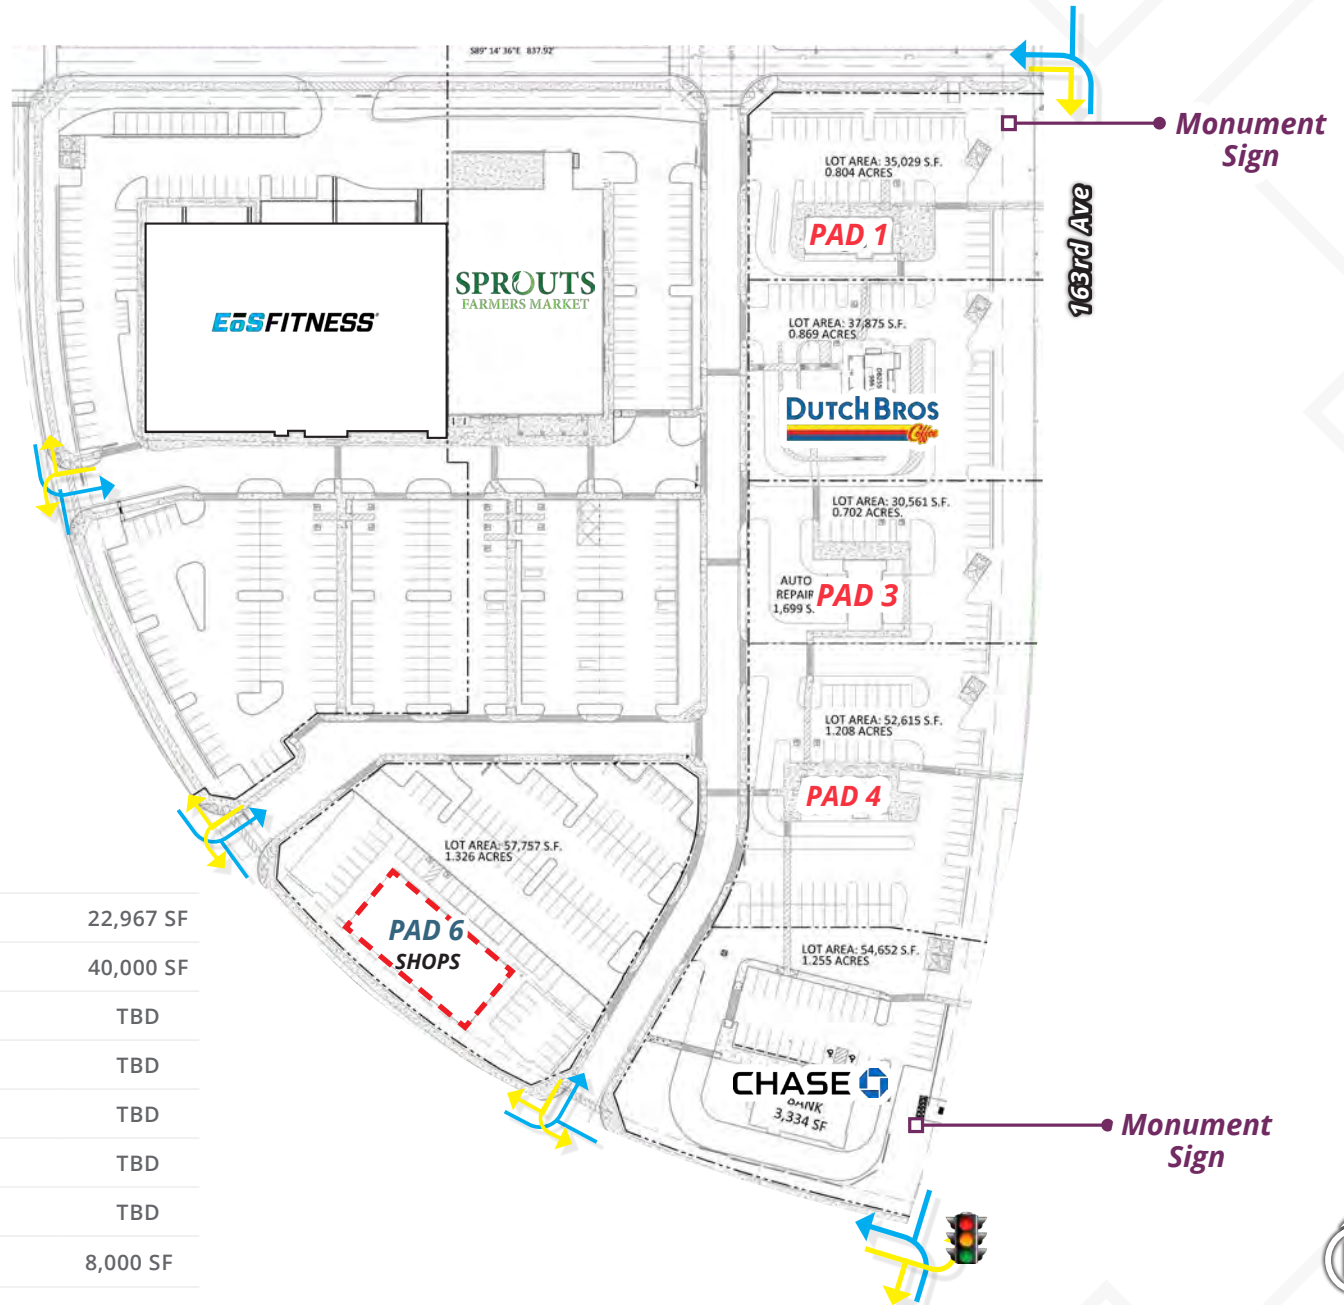 S89° 14' 36"E 837.92'
Monument
Sign
LOT AREA: 35,029 S.F.
0.804 ACRES
PAD 1
163rd Ave
SPROUTS
FARMERS MARKET
EōSFITNESS
LOT AREA: 37,875 S.F.
0.869 ACRES
DUTCH BROS
Coffee
LOT AREA: 30,561 S.F.
0.702 ACRES.
AUTO
REPAIR
1,699 S.
PAD 3
LOT AREA: 52,615 S.F.
1.208 ACRES
PAD 4
LOT AREA: 57,757 S.F.
1.326 ACRES
PAD 6
SHOPS
LOT AREA: 54,652 S.F.
1.255 ACRES
CHASE
BANK
3,334 SF
Monument
Sign
22,967 SF
40,000 SF
TBD
TBD
TBD
TBD
TBD
8,000 SF